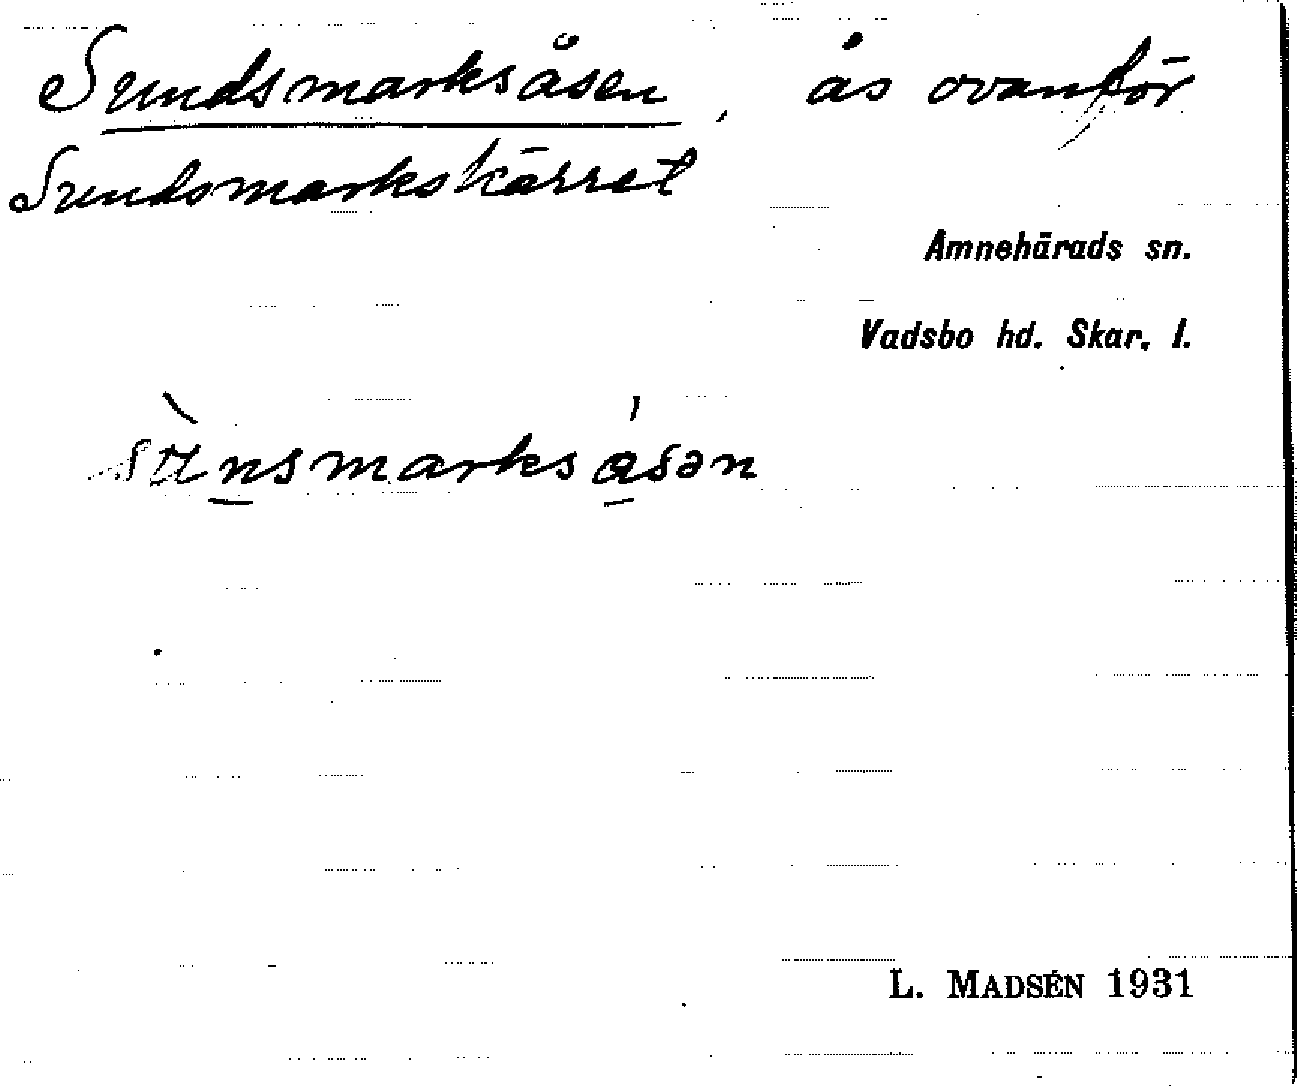 Sundsmarksåsen, ås ovanför
Sundsmarkskärret
Amnehärads sn.
Vadsbo hd. Skar. l.
sùnsmarksåsən
L. MADSÉN 1931